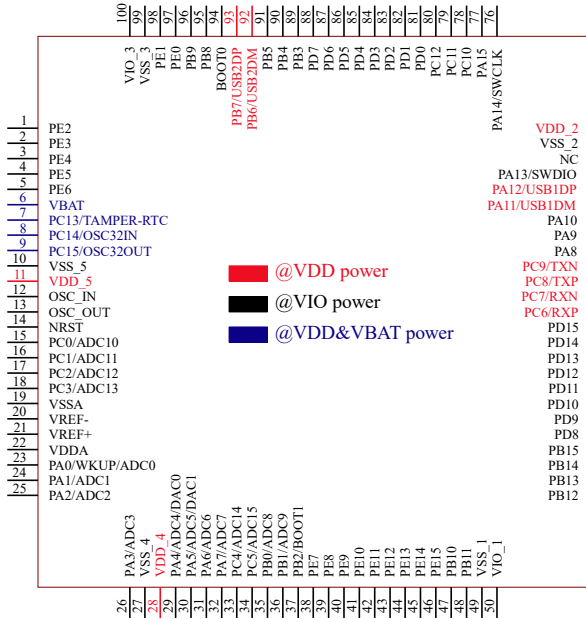 100 99 98 97 96 95 94 93 92 91 90 89 88 87 86 85 84 83 82 81 80 79 78 77 76
VIO_3
VSS_3
PE1
PE0
PB9
PB8
BOOT0
PB7/USB2DP
PB6/USB2DM
PB5
PB4
PB3
PD7
PD6
PD5
PD4
PD3
PD2
PD1
PD0
PC12
PC11
PC10
PA15
PA14/SWCLK
1 PE2
2 PE3
3 PE4
4 PE5
5 PE6
6 VBAT
7 PC13/TAMPER-RTC
8 PC14/OSC32IN
9 PC15/OSC32OUT
10 VSS_5
11 VDD_5
12 OSC_IN
13 OSC_OUT
14 NRST
15 PC0/ADC10
16 PC1/ADC11
17 PC2/ADC12
18 PC3/ADC13
19 VSSA
20 VREF-
21 VREF+
22 VDDA
23 PA0/WKUP/ADC0
24 PA1/ADC1
25 PA2/ADC2
@VDD power
@VIO power
@VDD&VBAT power
VDD_2
VSS_2
NC
PA13/SWDIO
PA12/USB1DP
PA11/USB1DM
PA10
PA9
PA8
PC9/TXN
PC8/TXP
PC7/RXN
PC6/RXP
PD15
PD14
PD13
PD12
PD11
PD10
PD9
PD8
PB15
PB14
PB13
PB12
PA3/ADC3
VSS_4
VDD_4
PA4/ADC4/DAC0
PA5/ADC5/DAC1
PA6/ADC6
PA7/ADC7
PC4/ADC14
PC5/ADC15
PB0/ADC8
PB1/ADC9
PB2/BOOT1
PE7
PE8
PE9
PE10
PE11
PE12
PE13
PE14
PE15
PB10
PB11
VSS_1
VIO_1
26 27 28 29 30 31 32 33 34 35 36 37 38 39 40 41 42 43 44 45 46 47 48 49 50